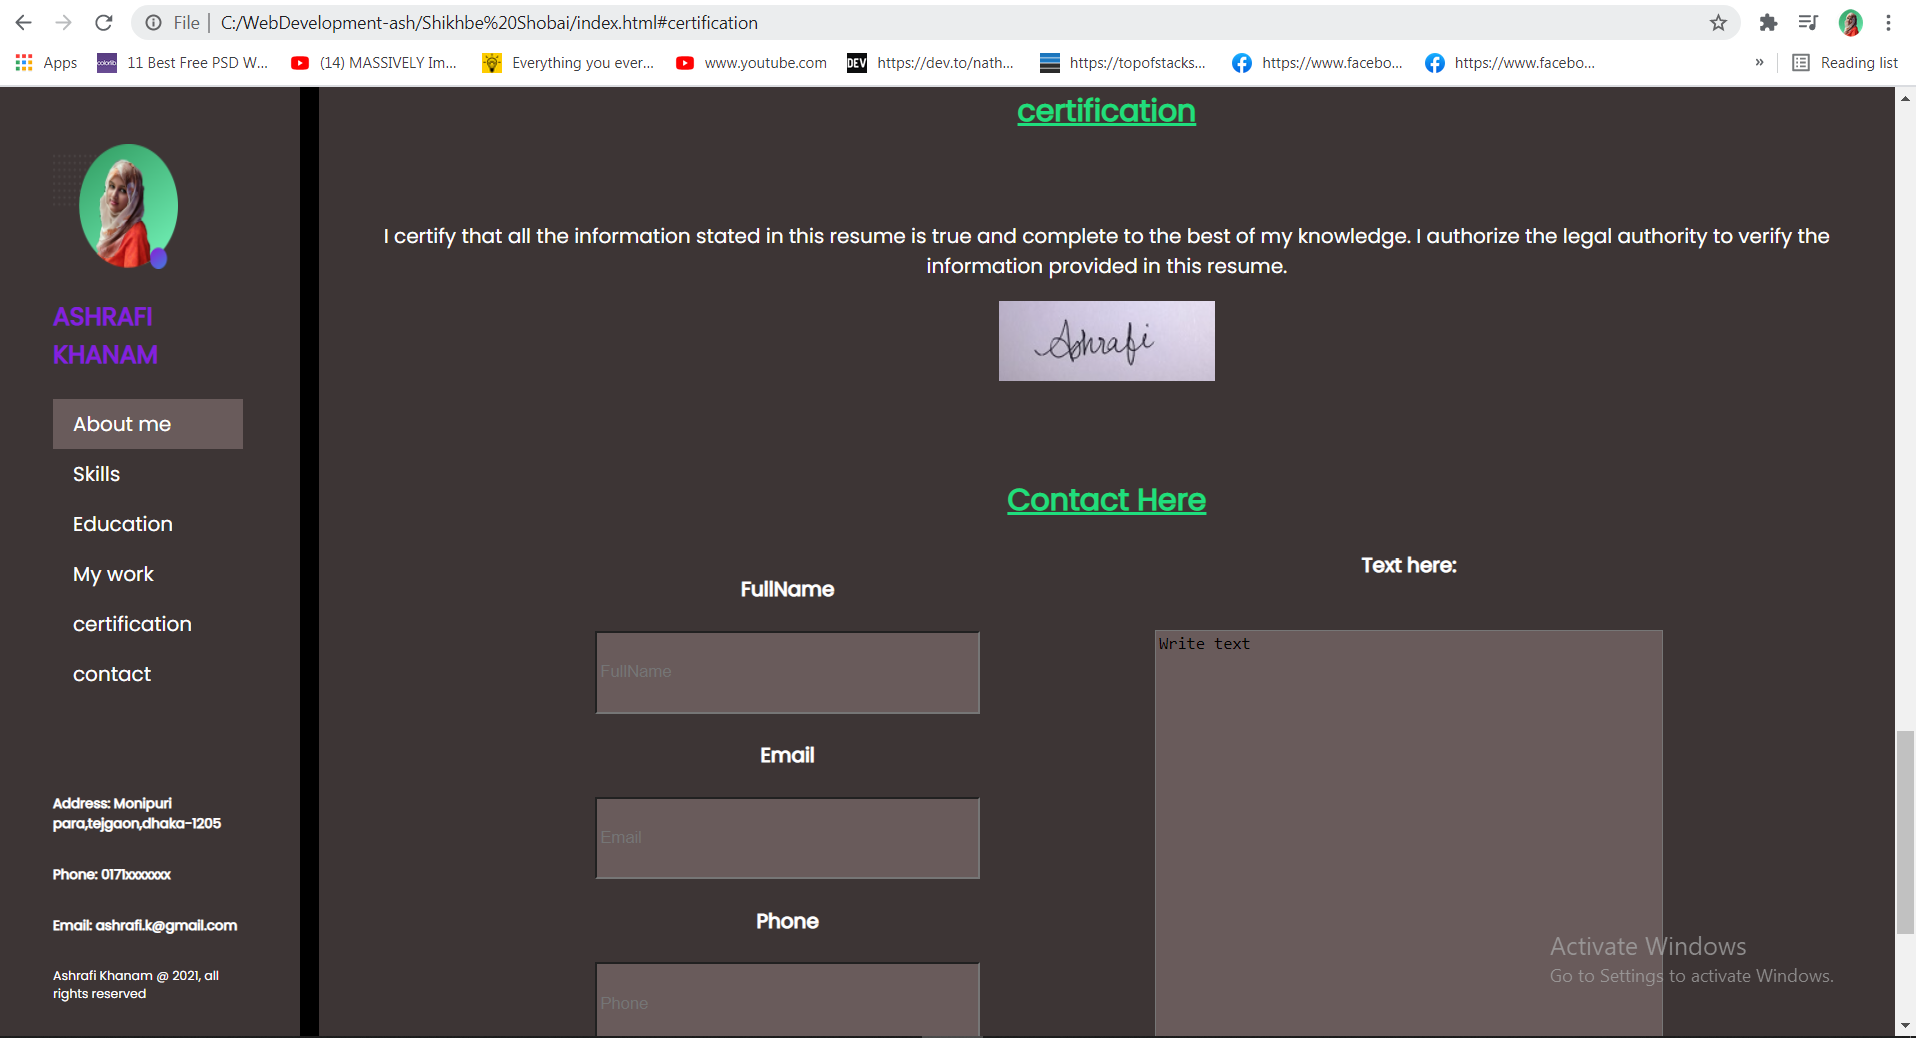 File
C:/WebDevelopment-ash/Shikhbe%20Shobai/index.html#certification
Apps
colorlib
11 Best Free PSD W...
(14) MASSIVELY Im...
Everything you ever...
www.youtube.com
DEV
https://dev.to/nath...
https://topofstacks...
https://www.facebo...
https://www.facebo...
»
Reading list
ASHRAFI
KHANAM
About me
Skills
Education
My work
certification
contact
Address: Monipuri
para,tejgaon,dhaka-1205
Phone: 0171xxxxxxx
Email: ashrafi.k@gmail.com
Ashrafi Khanam @ 2021, all
rights reserved
certification
I certify that all the information stated in this resume is true and complete to the best of my knowledge. I authorize the legal authority to verify the
information provided in this resume.
Ashrafi
Contact Here
FullName
FullName
Email
Email
Phone
Phone
Text here:
Write text
Activate Windows
Go to Settings to activate Windows.